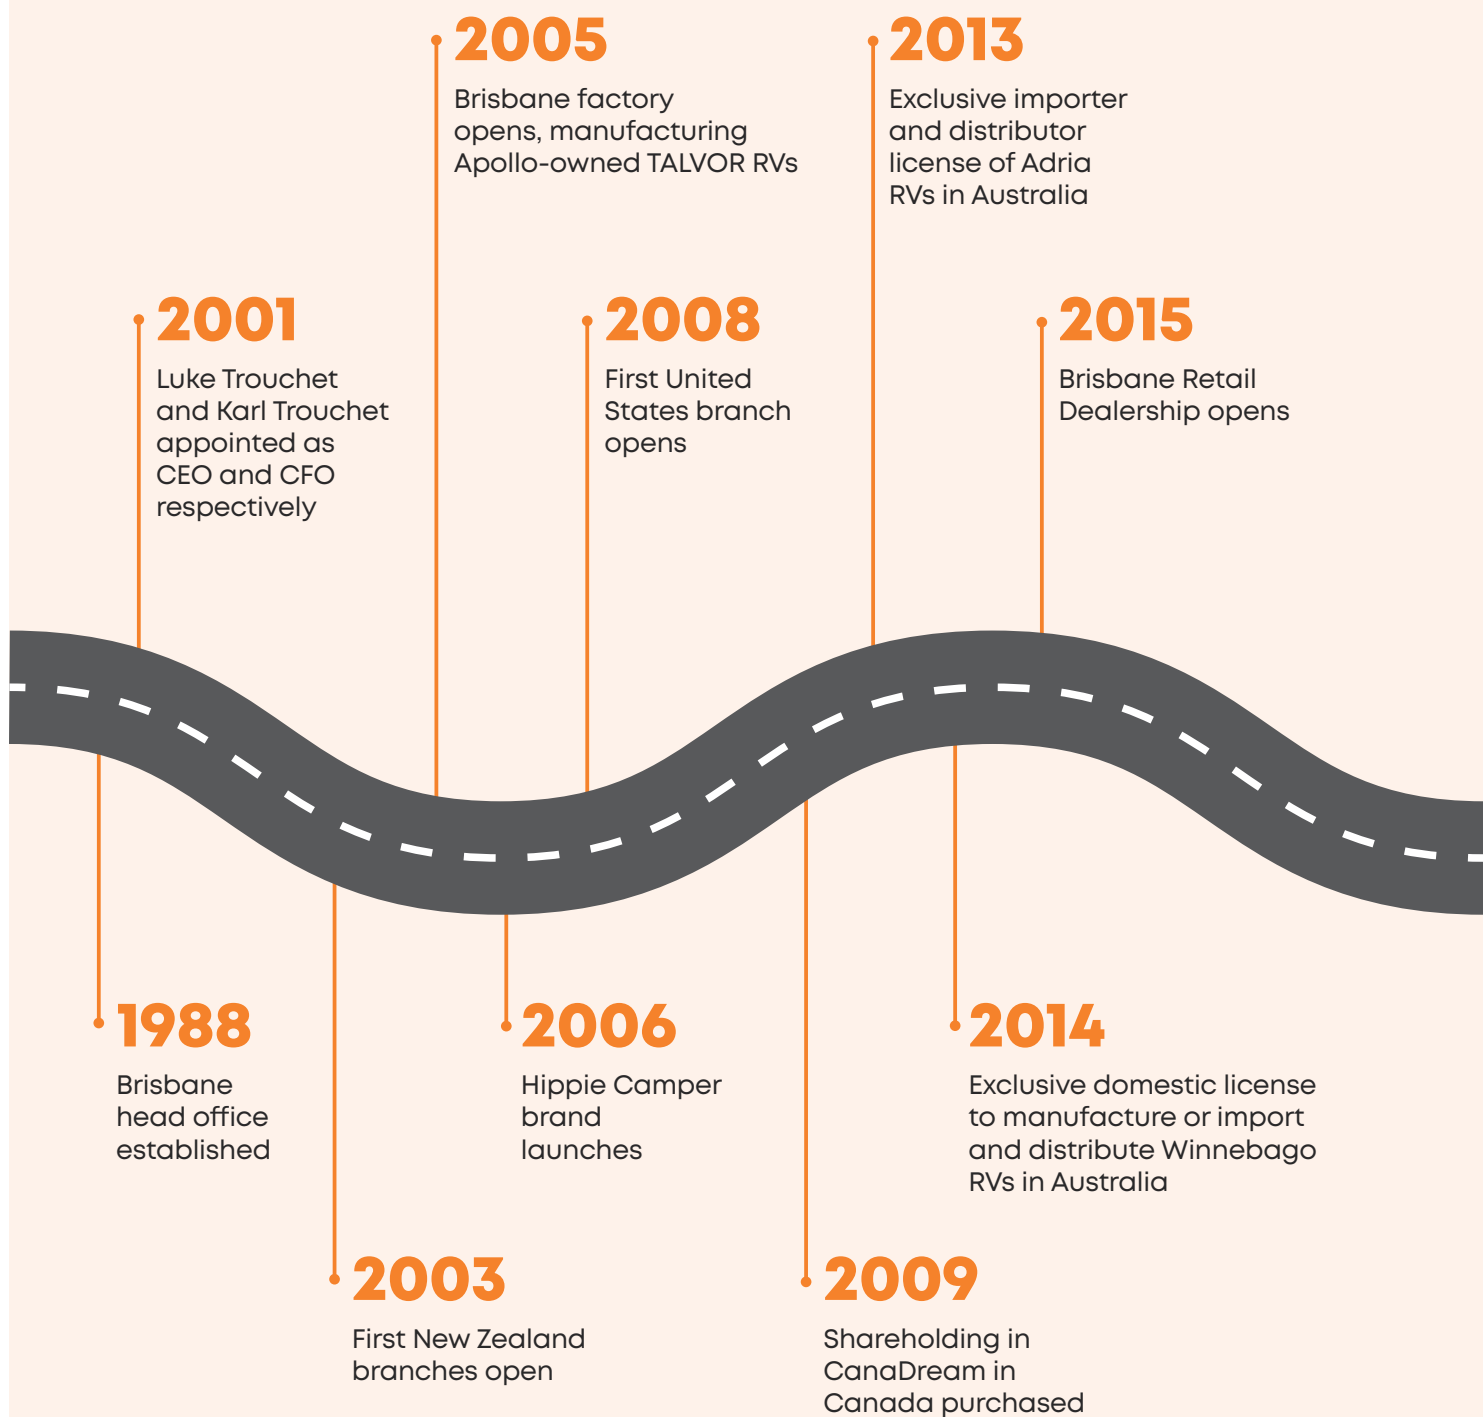 2005
Brisbane factory
opens, manufacturing
Apollo-owned TALVOR RVs
2013
Exclusive importer
and distributor
license of Adria
RVs in Australia
2001
Luke Trouchet
and Karl Trouchet
appointed as
CEO and CFO
respectively
2008
First United
States branch
opens
2015
Brisbane Retail
Dealership opens
1988
Brisbane
head office
established
2006
Hippie Camper
brand
launches
2014
Exclusive domestic license
to manufacture or import
and distribute Winnebago
RVs in Australia
2003
First New Zealand
branches open
2009
Shareholding in
CanaDream in
Canada purchased